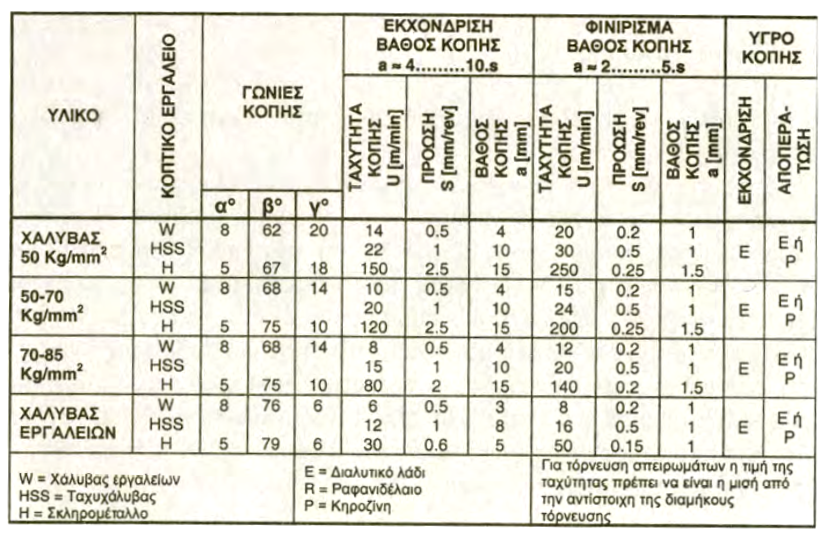 ΥΛΙΚΟ
ΚΟΠΤΙΚΟ ΕΡΓΑΛΕΙΟ
ΓΩΝΙΕΣ
ΚΟΠΗΣ
α° β° γ°
ΕΚΧΟΝΔΡΙΣΗ
ΒΑΘΟΣ ΚΟΠΗΣ
a ≈ 4.........10.s
ΤΑΧΥΤΗΤΑ
ΚΟΠΗΣ
U [m/min]
ΠΡΟΩΣΗ
S [mm/rev]
ΒΑΘΟΣ
ΚΟΠΗΣ
a [mm]
ΦΙΝΙΡΙΣΜΑ
ΒΑΘΟΣ ΚΟΠΗΣ
a ≈ 2.........5.s
ΤΑΧΥΤΗΤΑ
ΚΟΠΗΣ
U [m/min]
ΠΡΟΩΣΗ
S [mm/rev]
ΒΑΘΟΣ
ΚΟΠΗΣ
a [mm]
ΥΓΡΟ
ΚΟΠΗΣ
ΕΚΧΟΝΔΡΙΣΗ
ΑΠΟΠΕΡΑ-
ΤΩΣΗ
ΧΑΛΥΒΑΣ
50 Kg/mm²
W 8 62 20 14 0.5 4 20 0.2 1
HSS 22 1 10 30 0.5 1
H 5 67 18 150 2.5 15 250 0.25 1.5
E
E ή
P
50-70
Kg/mm²
W 8 68 14 10 0.5 4 15 0.2 1
HSS 20 1 10 24 0.5 1
H 5 75 10 120 2.5 15 200 0.25 1.5
E
E ή
P
70-85
Kg/mm²
W 8 68 14 8 0.5 4 12 0.2 1
HSS 15 1 10 20 0.5 1
H 5 75 10 80 2 15 140 0.2 1.5
E
E ή
P
ΧΑΛΥΒΑΣ
ΕΡΓΑΛΕΙΩΝ
W 8 76 6 6 0.5 3 8 0.2 1
HSS 12 1 8 16 0.5 1
H 5 79 6 30 0.6 5 50 0.15 1
E
E ή
P
W = Χάλυβας εργαλείων
HSS = Ταχυχάλυβας
H = Σκληρομέταλλο
E = Διαλυτικό λάδι
R = Ραφανιδέλαιο
P = Κηροζίνη
Για τόρνευση σπειρωμάτων η τιμή της
ταχύτητας πρέπει να είναι η μισή από
την αντίστοιχη της διαμήκους
τόρνευσης